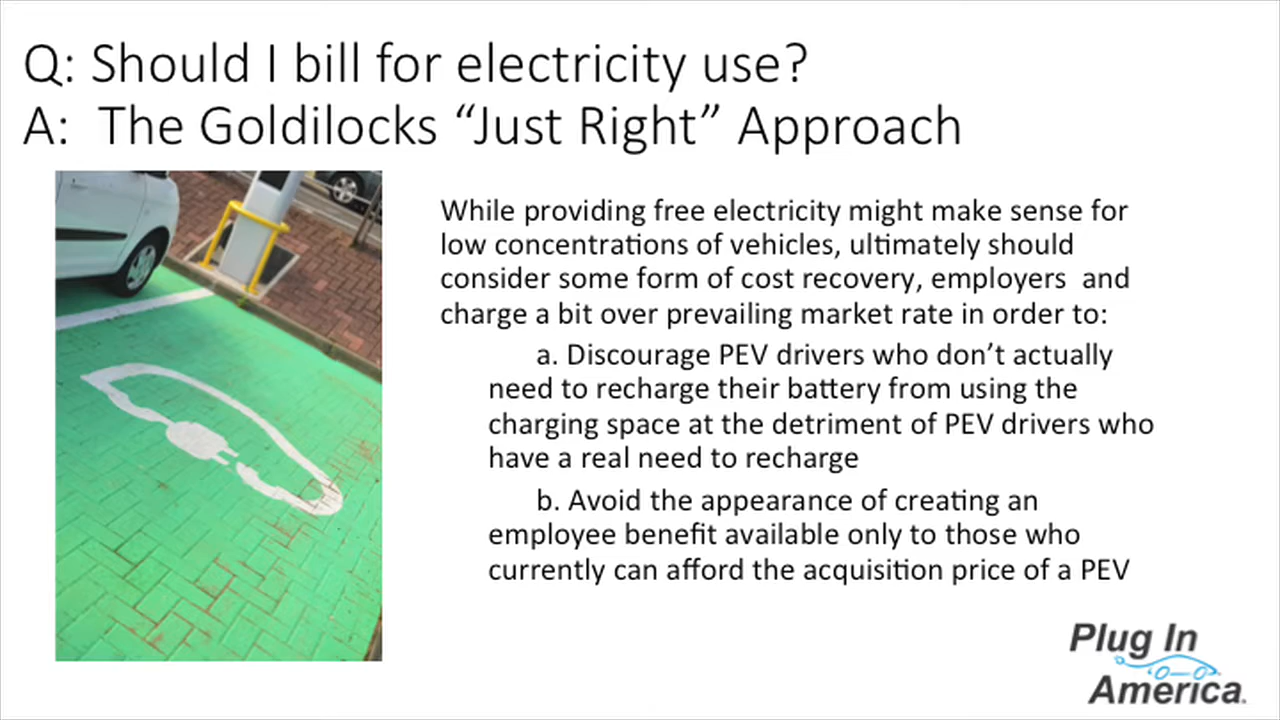 Q: Should I bill for electricity use?
A: The Goldilocks “Just Right” Approach
While providing free electricity might make sense for
low concentrations of vehicles, ultimately should
consider some form of cost recovery, employers and
charge a bit over prevailing market rate in order to:
a. Discourage PEV drivers who don’t actually
need to recharge their battery from using the
charging space at the detriment of PEV drivers who
have a real need to recharge
b. Avoid the appearance of creating an
employee benefit available only to those who
currently can afford the acquisition price of a PEV
Plug In
America.